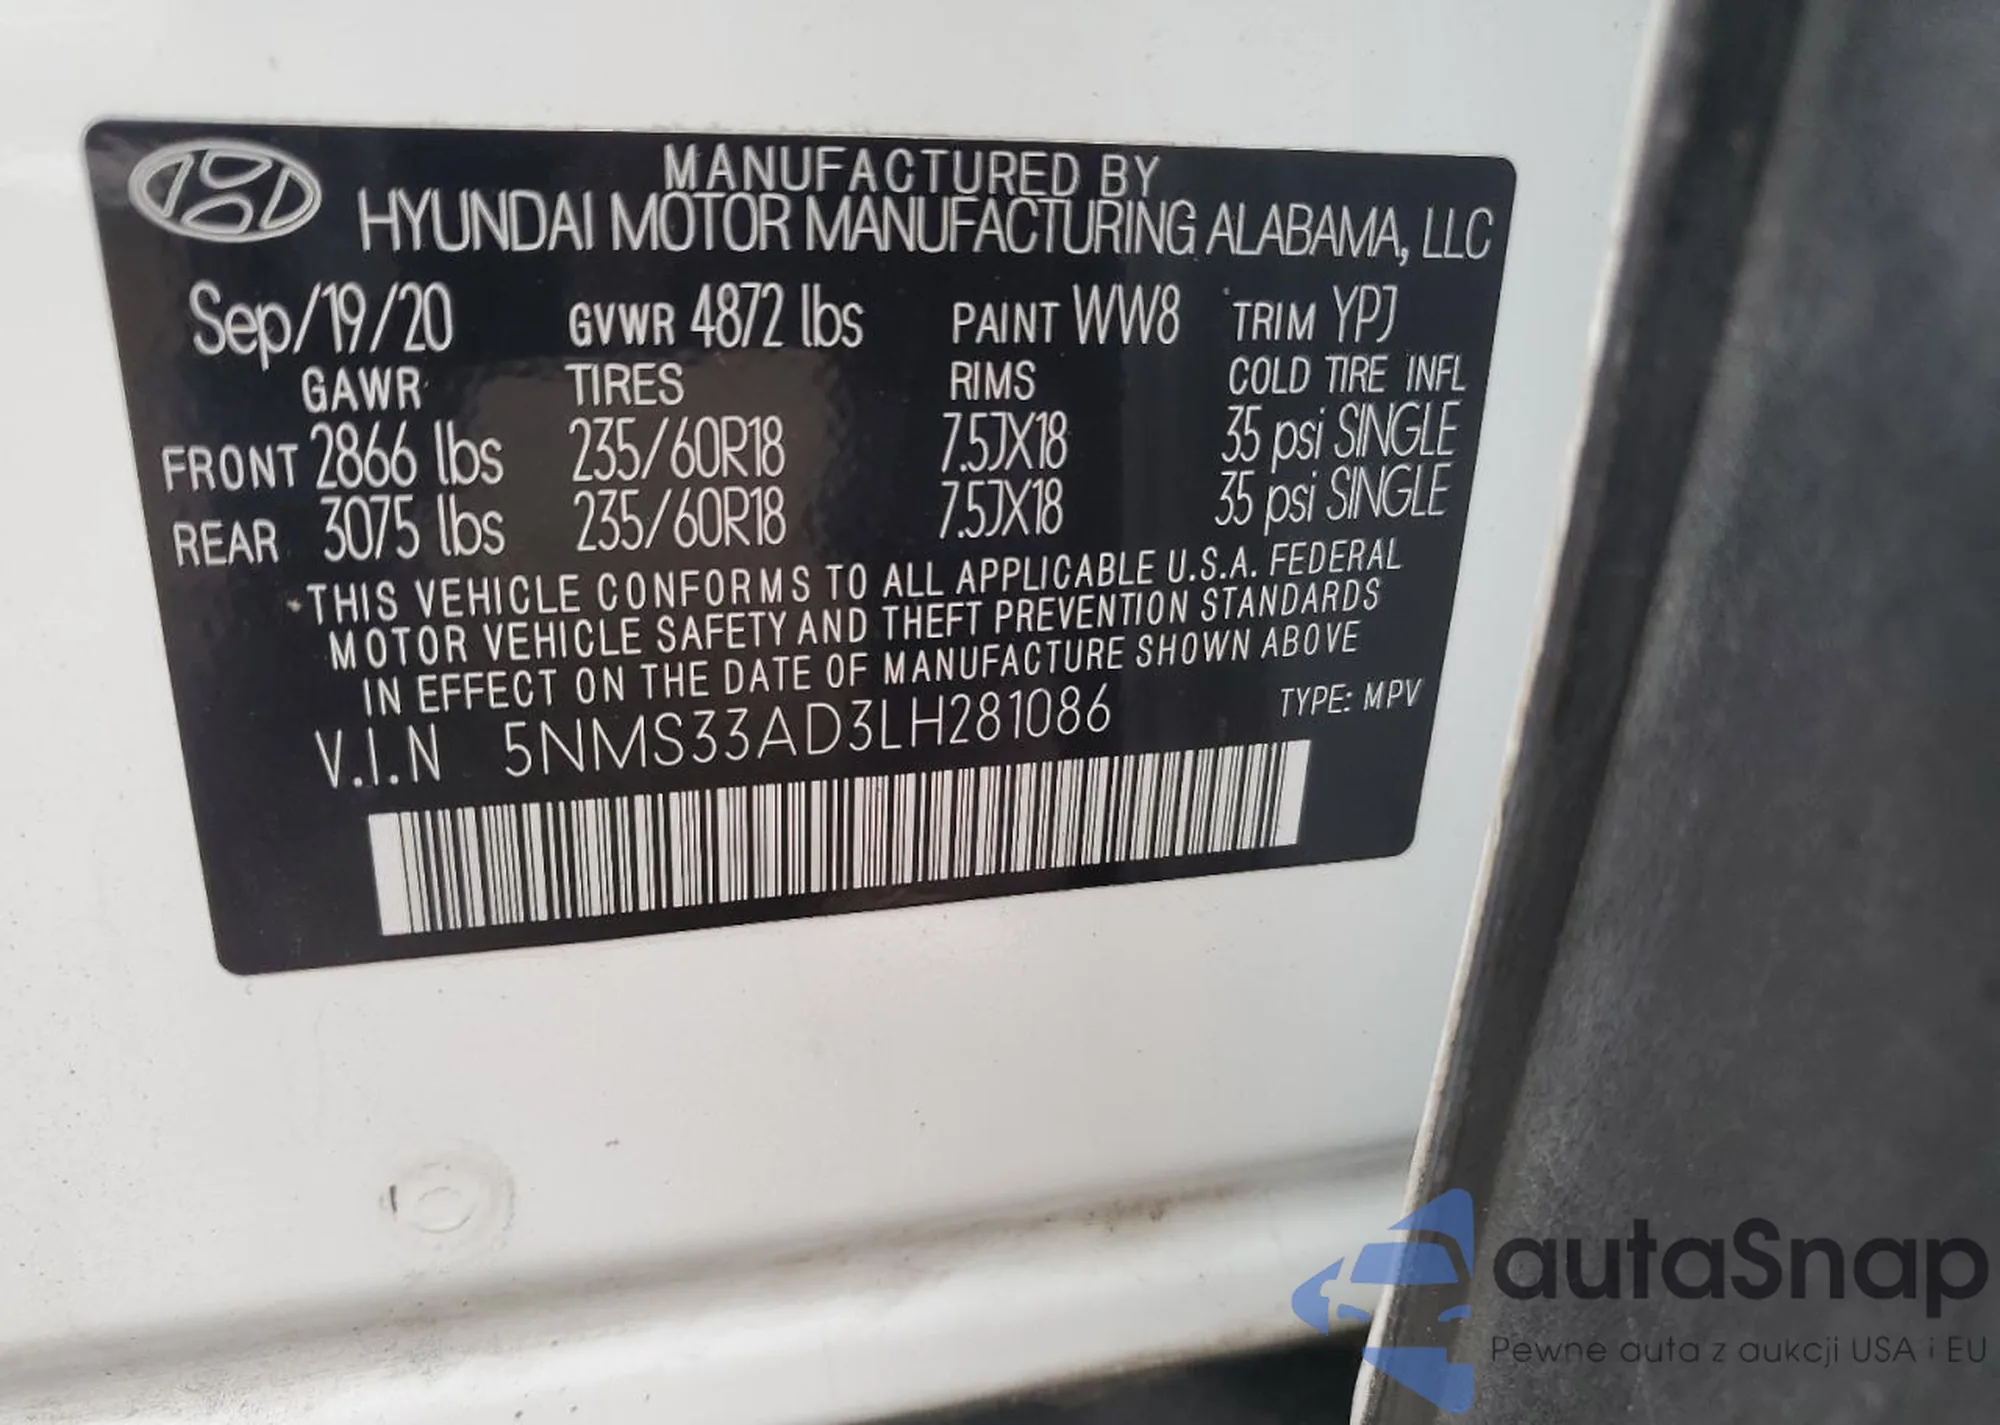 MANUFACTURED BY
HYUNDAI MOTOR MANUFACTURING ALABAMA, LLC
Sep/19/20 GVWR 4872 lbs PAINT WW8 TRIM YPJ
GAWR TIRES RIMS COLD TIRE INFL
FRONT 2866 lbs 235/60R18 7.5JX18 35 psi SINGLE
REAR 3075 lbs 235/60R18 7.5JX18 35 psi SINGLE
THIS VEHICLE CONFORMS TO ALL APPLICABLE U.S.A. FEDERAL
MOTOR VEHICLE SAFETY AND THEFT PREVENTION STANDARDS
IN EFFECT ON THE DATE OF MANUFACTURE SHOWN ABOVE
V.I.N 5NMS33AD3LH281086 TYPE: MPV
autaSnap
Pewne auta z aukcji USA i EU